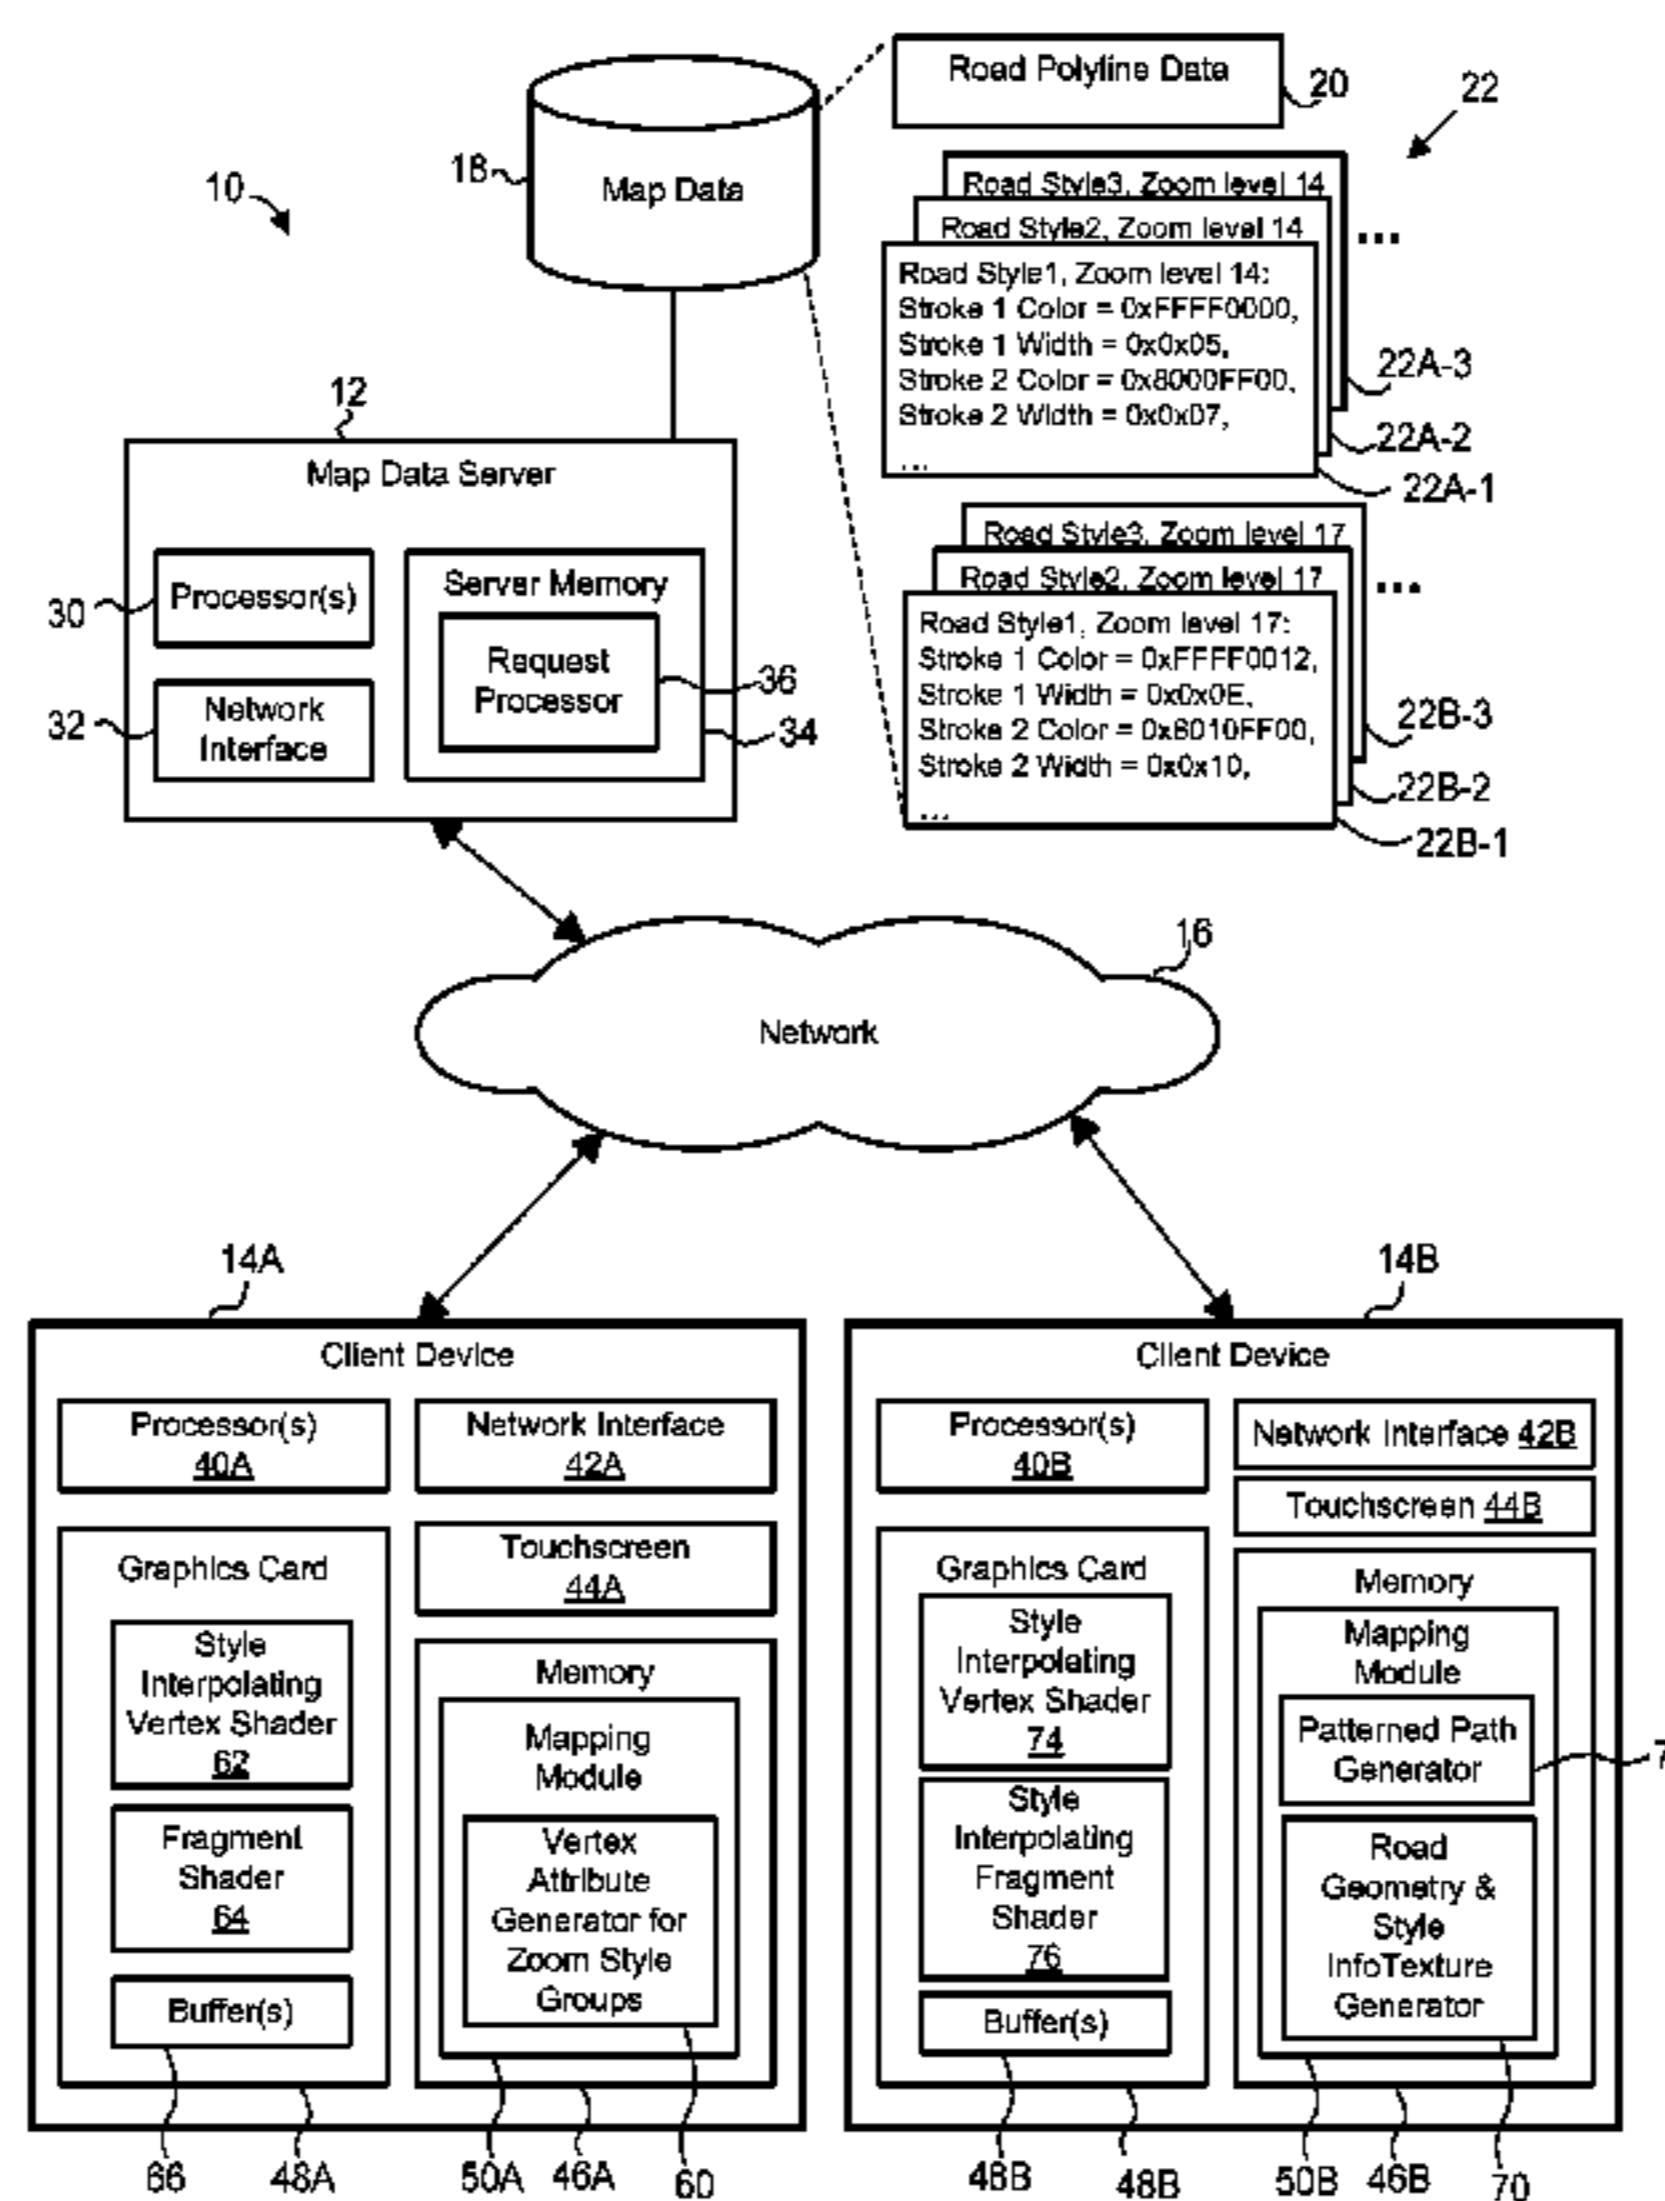 Road Polyline Data
20
22
18
Map Data
10
Road Style3, Zoom level 14
Road Style2, Zoom level 14
...
Road Style1, Zoom level 14:
Stroke 1 Color = 0xFFFF0000,
Stroke 1 Width = 0x0x05,
Stroke 2 Color = 0x8000FF00,
Stroke 2 Width = 0x0x07,
...
22A-3
22A-2
22A-1
12
Map Data Server
Processor(s)
30
Network
Interface
32
Server Memory
Request
Processor
36
34
Road Style3, Zoom level 17
Road Style2, Zoom level 17
...
Road Style1, Zoom level 17:
Stroke 1 Color = 0xFFFF0012,
Stroke 1 Width = 0x0x0E,
Stroke 2 Color = 0x6010FF00,
Stroke 2 Width = 0x0x10,
...
22B-3
22B-2
22B-1
16
Network
14A
Client Device
Processor(s)
40A
Network Interface
42A
Touchscreen
44A
Graphics Card
Style
Interpolating
Vertex Shader
62
Fragment
Shader
64
Buffer(s)
Memory
Mapping
Module
Vertex
Attribute
Generator for
Zoom Style
Groups
66
48A
50A
46A
60
14B
Client Device
Processor(s)
40B
Network Interface 42B
Touchscreen 44B
Graphics Card
Style
Interpolating
Vertex Shader
74
Style
Interpolating
Fragment
Shader
76
Buffer(s)
Memory
Mapping
Module
Patterned Path
Generator
Road
Geometry &
Style
InfoTexture
Generator
46B
48B
50B
46B
70